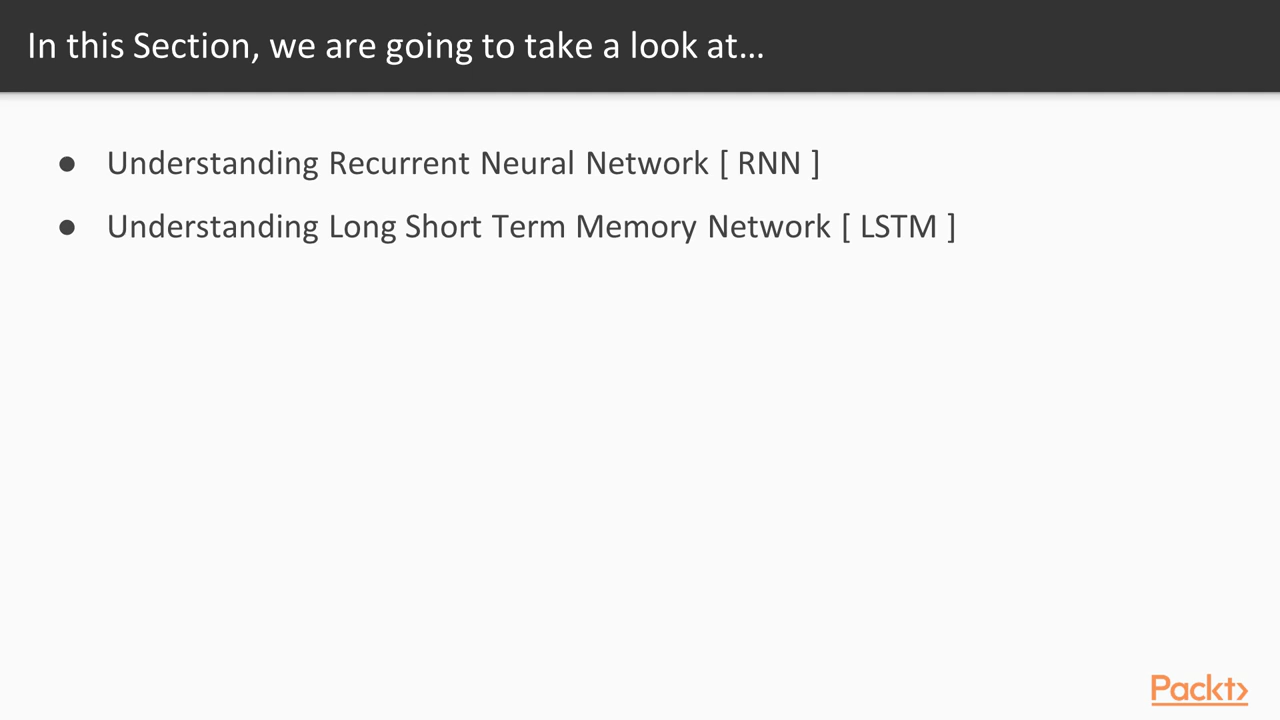 In this Section, we are going to take a look at...
● Understanding Recurrent Neural Network [ RNN ]
● Understanding Long Short Term Memory Network [ LSTM ]
Packt>